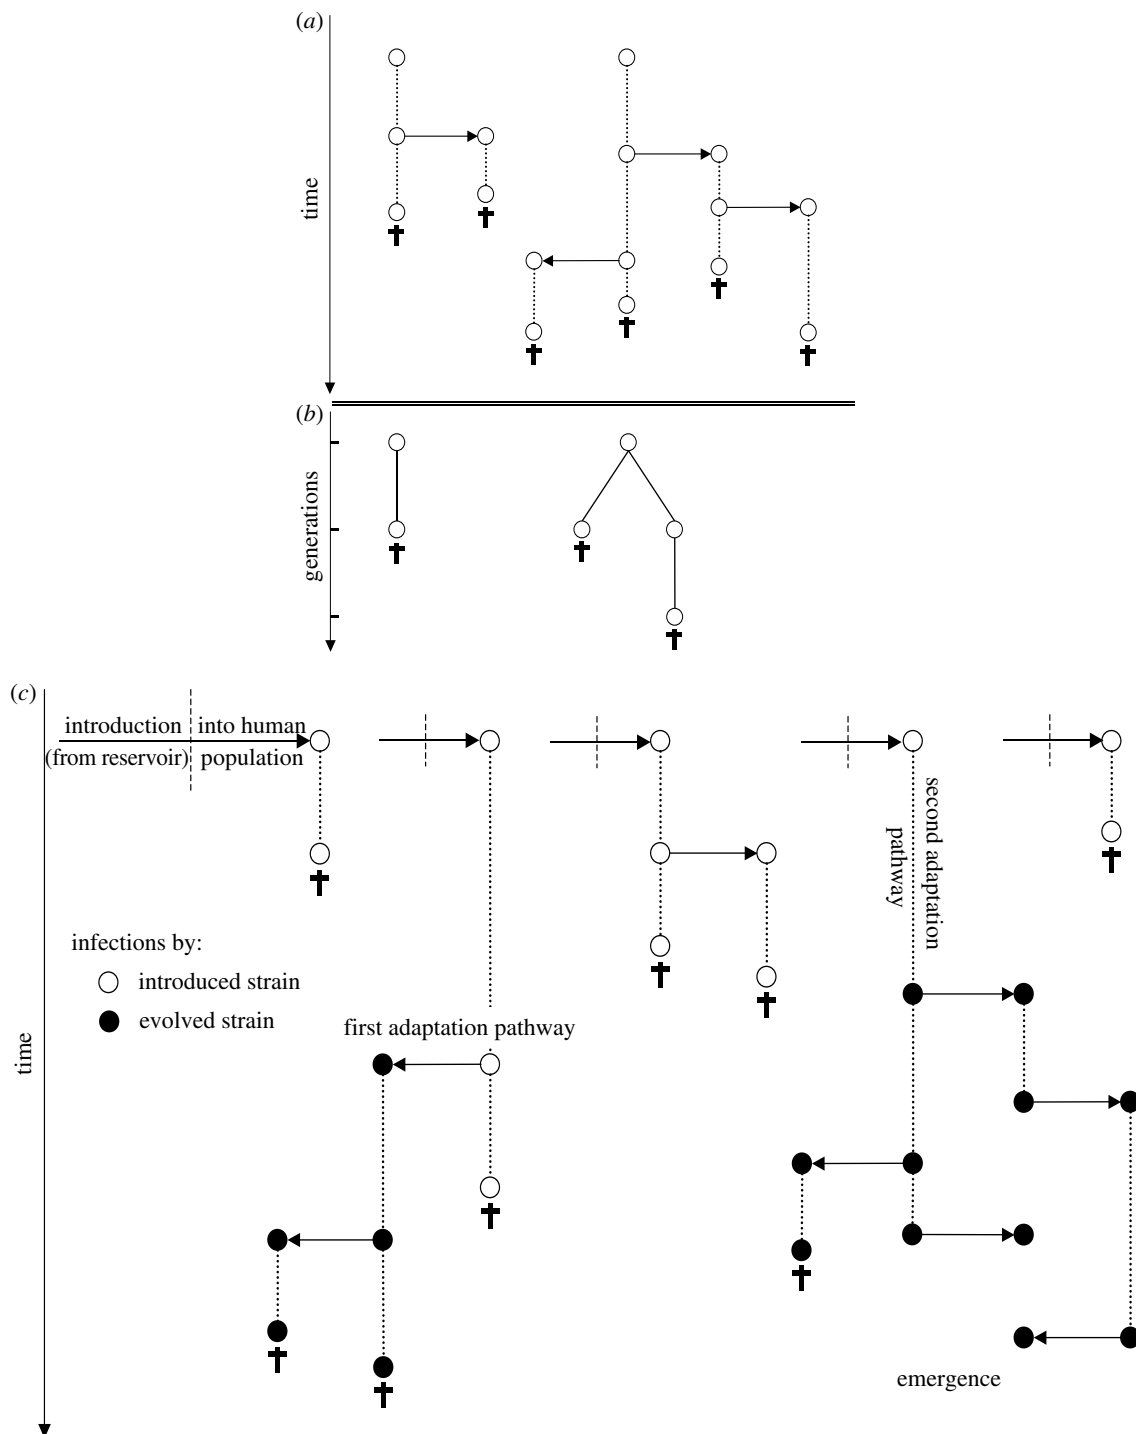 (a)
time
(b)
generations
(c)
introduction into human
(from reservoir) population
second adaptation
pathway
infections by:
introduced strain
evolved strain
first adaptation pathway
time
emergence